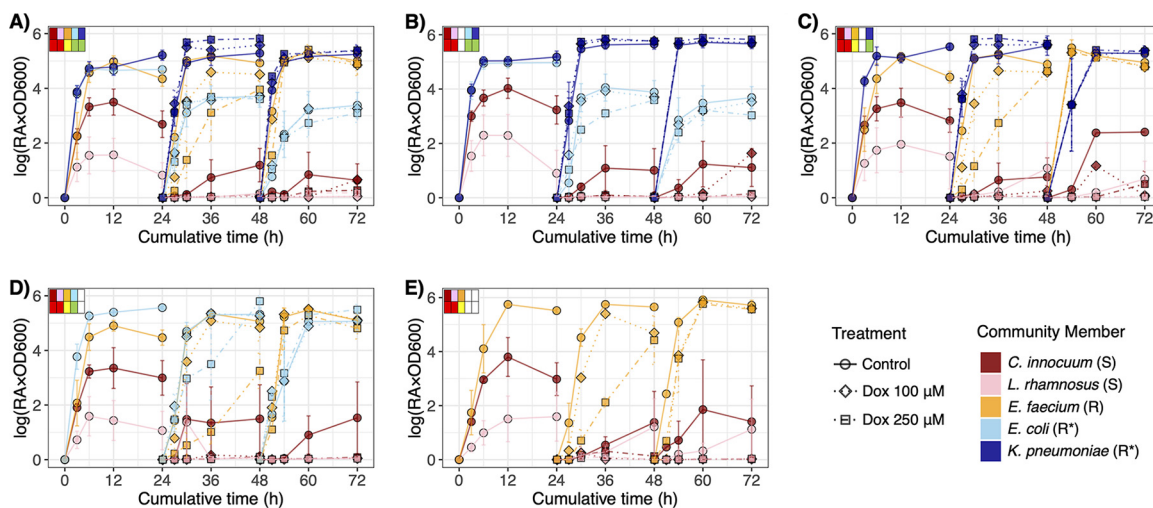 A)
B)
C)
log(RA×OD600)
6
4
2
0
0 12 24 36 48 60 72
Cumulative time (h)
log(RA×OD600)
6
4
2
0
0 12 24 36 48 60 72
Cumulative time (h)
log(RA×OD600)
6
4
2
0
0 12 24 36 48 60 72
Cumulative time (h)
D)
E)
log(RA×OD600)
6
4
2
0
0 12 24 36 48 60 72
Cumulative time (h)
log(RA×OD600)
6
4
2
0
0 12 24 36 48 60 72
Cumulative time (h)
Treatment
Control
Dox 100 μM
Dox 250 μM
Community Member
C. innocuum (S)
L. rhamnosus (S)
E. faecium (R)
E. coli (R*)
K. pneumoniae (R*)